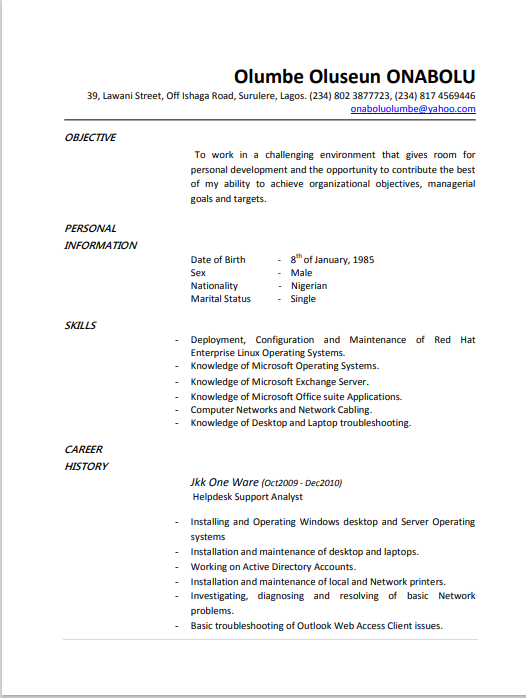 Olumbe Oluseun ONABOLU
39, Lawani Street, Off Ishaga Road, Surulere, Lagos. (234) 802 3877723, (234) 817 4569446
onaboluolumbe@yahoo.com
OBJECTIVE
To work in a challenging environment that gives room for
personal development and the opportunity to contribute the best
of my ability to achieve organizational objectives, managerial
goals and targets.
PERSONAL
INFORMATION
Date of Birth - 8th of January, 1985
Sex - Male
Nationality - Nigerian
Marital Status - Single
SKILLS
- Deployment, Configuration and Maintenance of Red Hat
Enterprise Linux Operating Systems.
- Knowledge of Microsoft Operating Systems.
- Knowledge of Microsoft Exchange Server.
- Knowledge of Microsoft Office suite Applications.
- Computer Networks and Network Cabling.
- Knowledge of Desktop and Laptop troubleshooting.
CAREER
HISTORY
Jkk One Ware (Oct2009 - Dec2010)
Helpdesk Support Analyst
- Installing and Operating Windows desktop and Server Operating
systems
- Installation and maintenance of desktop and laptops.
- Working on Active Directory Accounts.
- Installation and maintenance of local and Network printers.
- Investigating, diagnosing and resolving of basic Network
problems.
- Basic troubleshooting of Outlook Web Access Client issues.